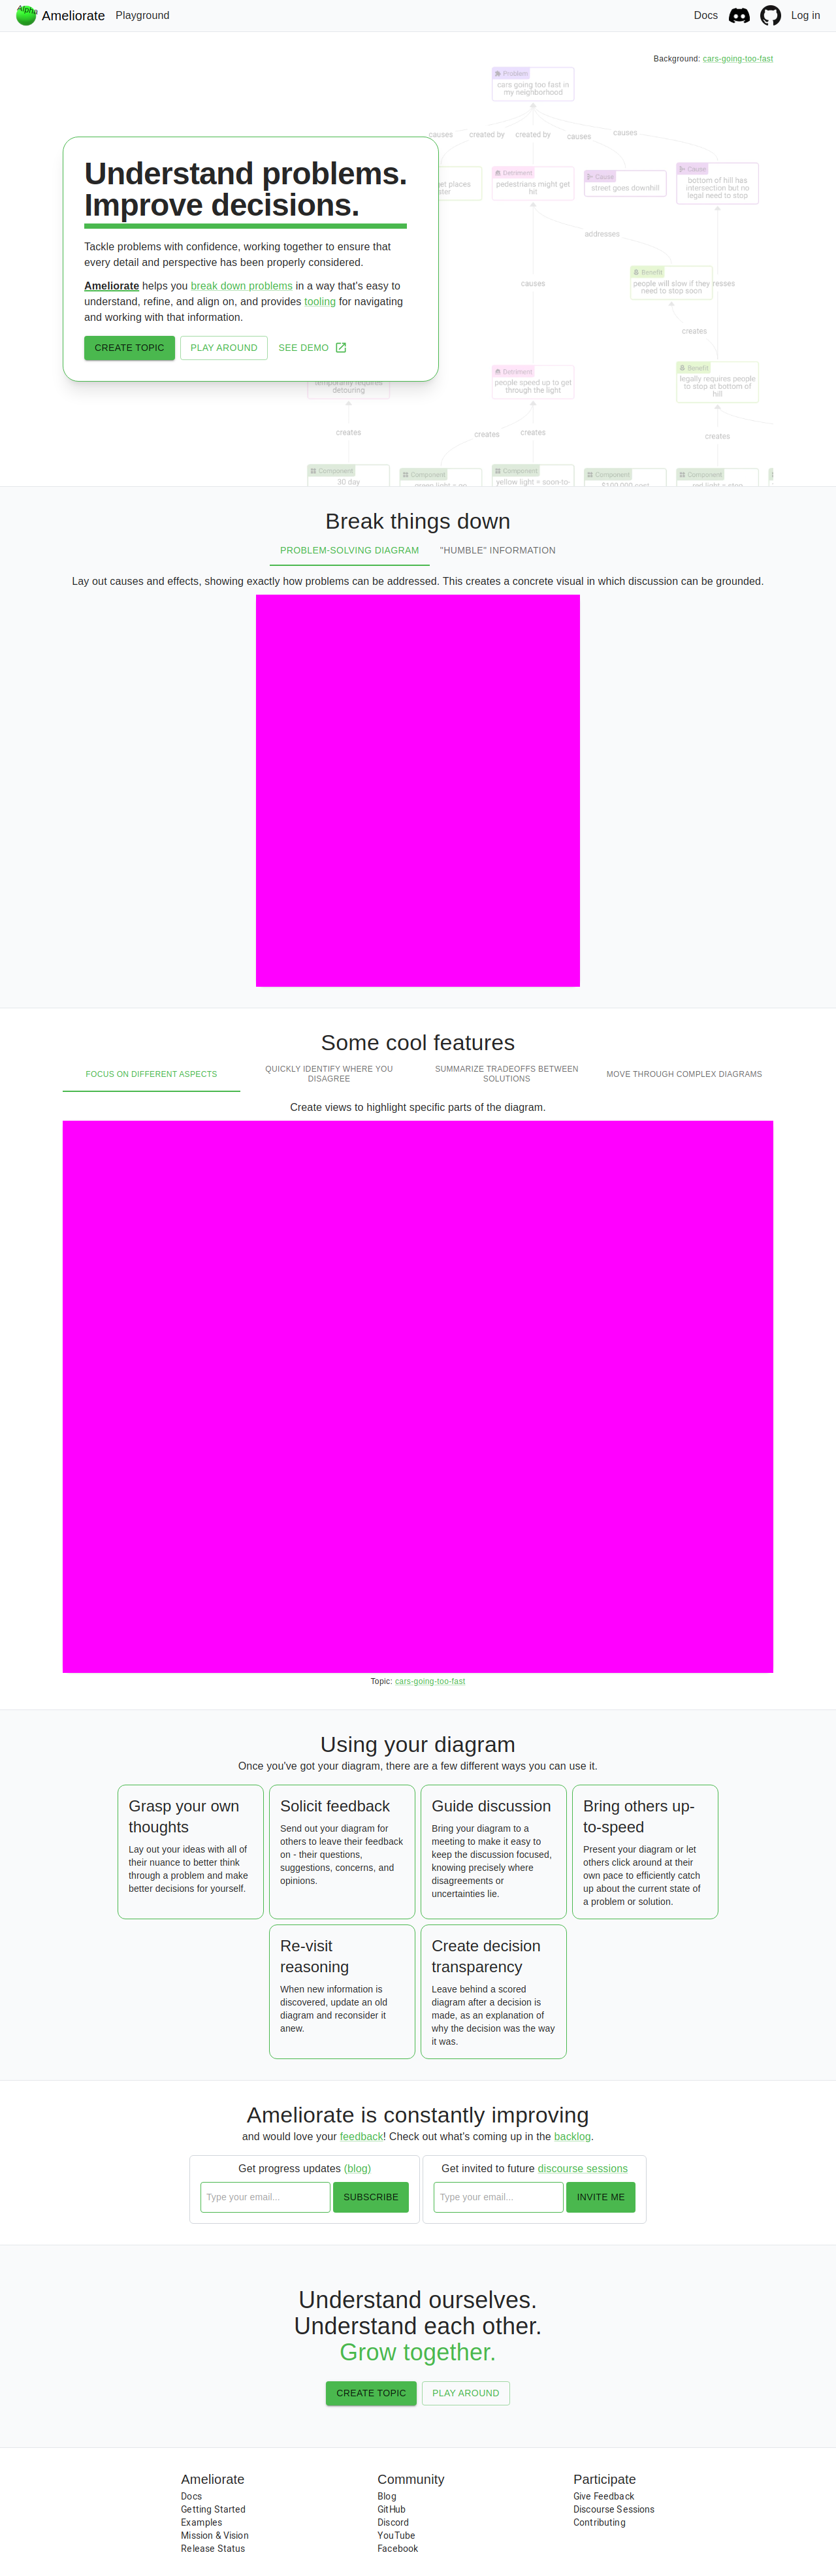 Alpha
Ameliorate
Playground
Docs
Log in
Background: cars-going-too-fast
Problem
cars going too fast in
my neighborhood
causes
created by
created by
causes
causes
Detriment
pedestrians might get
hit
Cause
street goes downhill
Cause
bottom of hill has
intersection but no
legal need to stop
get places
Understand problems.
Improve decisions.
Tackle problems with confidence, working together to ensure that
every detail and perspective has been properly considered.
Ameliorate helps you break down problems in a way that's easy to
understand, refine, and align on, and provides tooling for navigating
and working with that information.
CREATE TOPIC
PLAY AROUND
SEE DEMO
addresses
Benefit
people will slow if they
need to stop soon
causes
creates
Detriment
people speed up to get
through the light
Benefit
legally requires people
to stop at bottom of
hill
temporarily requires
detouring
creates
creates
creates
creates
Component
30 day
Component
green light = go
Component
yellow light = soon-to-
Component
$100,000 cost
Component
red light = stop
Break things down
PROBLEM-SOLVING DIAGRAM
"HUMBLE" INFORMATION
Lay out causes and effects, showing exactly how problems can be addressed. This creates a concrete visual in which discussion can be grounded.
Some cool features
FOCUS ON DIFFERENT ASPECTS
QUICKLY IDENTIFY WHERE YOU
DISAGREE
SUMMARIZE TRADEOFFS BETWEEN
SOLUTIONS
MOVE THROUGH COMPLEX DIAGRAMS
Create views to highlight specific parts of the diagram.
Topic: cars-going-too-fast
Using your diagram
Once you've got your diagram, there are a few different ways you can use it.
Grasp your own
thoughts
Lay out your ideas with all of
their nuance to better think
through a problem and make
better decisions for yourself.
Solicit feedback
Send out your diagram for
others to leave their feedback
on - their questions,
suggestions, concerns, and
opinions.
Guide discussion
Bring your diagram to a
meeting to make it easy to
keep the discussion focused,
knowing precisely where
disagreements or
uncertainties lie.
Bring others up-
to-speed
Present your diagram or let
others click around at their
own pace to efficiently catch
up about the current state of
a problem or solution.
Re-visit
reasoning
When new information is
discovered, update an old
diagram and reconsider it
anew.
Create decision
transparency
Leave behind a scored
diagram after a decision is
made, as an explanation of
why the decision was the way
it was.
Ameliorate is constantly improving
and would love your feedback! Check out what's coming up in the backlog.
Get progress updates (blog)
Type your email...
SUBSCRIBE
Get invited to future discourse sessions
Type your email...
INVITE ME
Understand ourselves.
Understand each other.
Grow together.
CREATE TOPIC
PLAY AROUND
Ameliorate
Docs
Getting Started
Examples
Mission & Vision
Release Status
Community
Blog
GitHub
Discord
YouTube
Facebook
Participate
Give Feedback
Discourse Sessions
Contributing